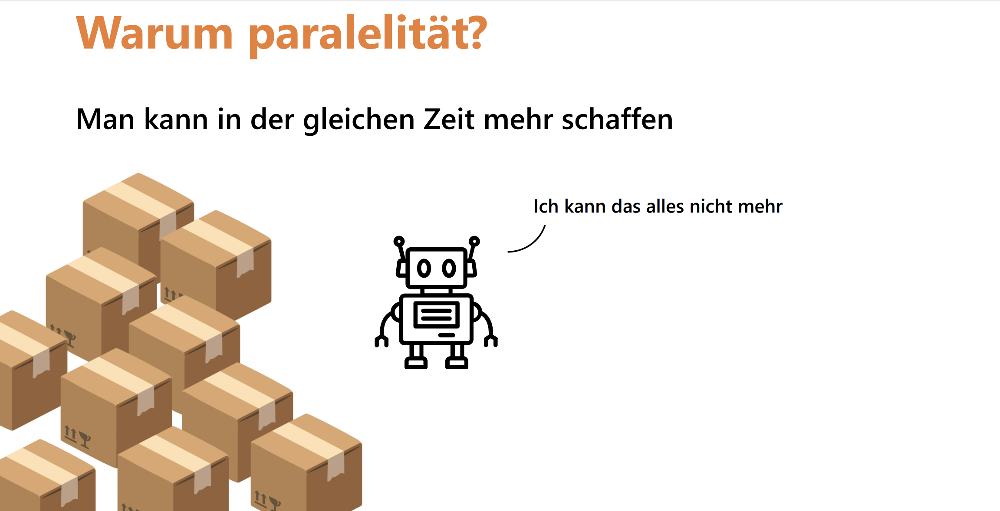 Warum paralelität?
Man kann in der gleichen Zeit mehr schaffen
Ich kann das alles nicht mehr